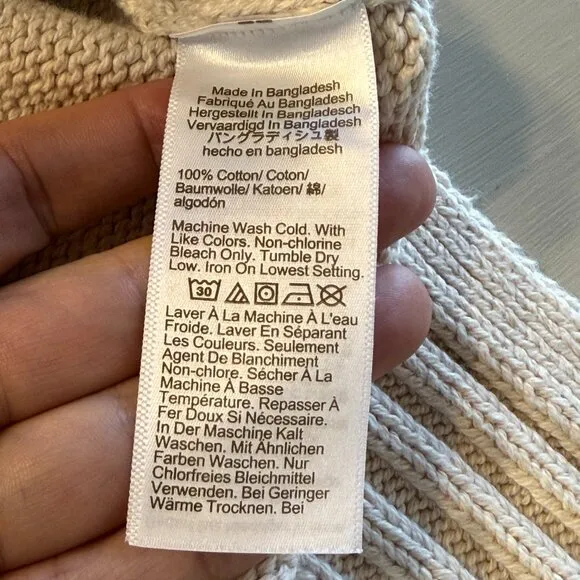 Made In Bangladesh
Fabriqué Au Bangladesh
Hergestellt In Bangladesch
Vervaardigd In Bangladesh
バングラディシュ製
hecho en bangladesh
100% Cotton/ Coton/
Baumwolle/ Katoen/ 綿/
algodón
Machine Wash Cold. With
Like Colors. Non-chlorine
Bleach Only. Tumble Dry
Low. Iron On Lowest Setting.
30
Laver À La Machine À L'eau
Froide. Laver En Séparant
Les Couleurs. Seulement
Agent De Blanchiment
Non-chlore. Sécher À La
Machine À Basse
Température. Repasser À
Fer Doux Si Nécessaire.
In Der Maschine Kalt
Waschen. Mit Ähnlichen
Farben Waschen. Nur
Chlorfreies Bleichmittel
Verwenden. Bei Geringer
Wärme Trocknen. Bei